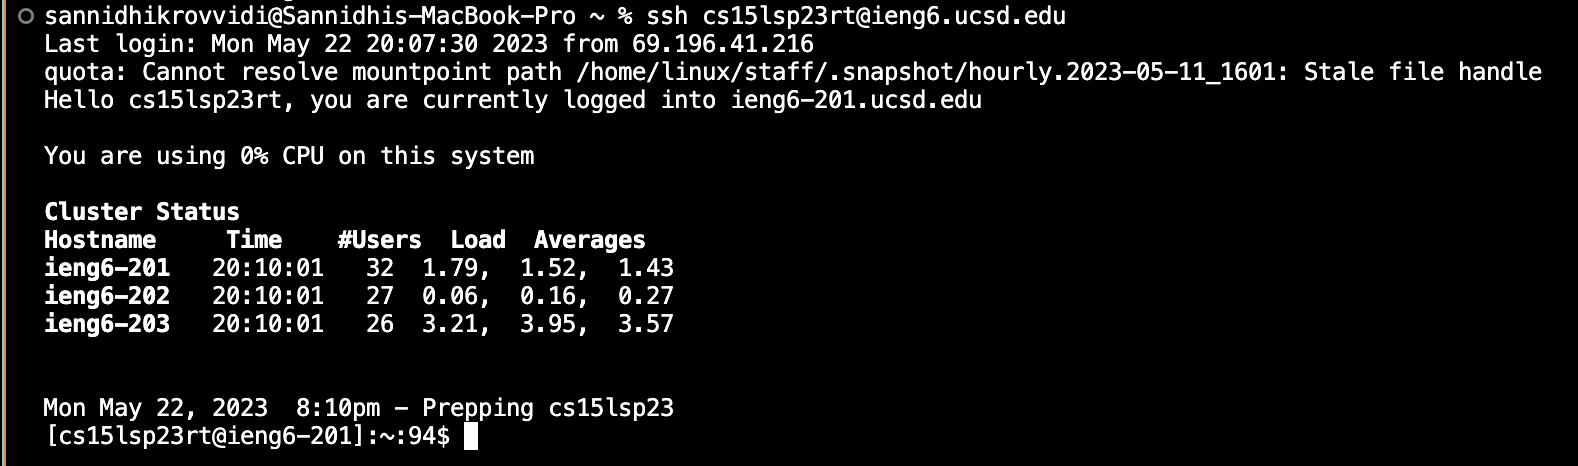 sannidhikrovvidi@Sannidhis-MacBook-Pro ~ % ssh cs15lsp23rt@ieng6.ucsd.edu
Last login: Mon May 22 20:07:30 2023 from 69.196.41.216
quota: Cannot resolve mountpoint path /home/linux/staff/.snapshot/hourly.2023-05-11_1601: Stale file handle
Hello cs15lsp23rt, you are currently logged into ieng6-201.ucsd.edu
You are using 0% CPU on this system
Cluster Status
Hostname     Time    #Users  Load  Averages
ieng6-201   20:10:01   32  1.79,  1.52,  1.43
ieng6-202   20:10:01   27  0.06,  0.16,  0.27
ieng6-203   20:10:01   26  3.21,  3.95,  3.57
Mon May 22, 2023  8:10pm - Prepping cs15lsp23
[cs15lsp23rt@ieng6-201]:~:94$